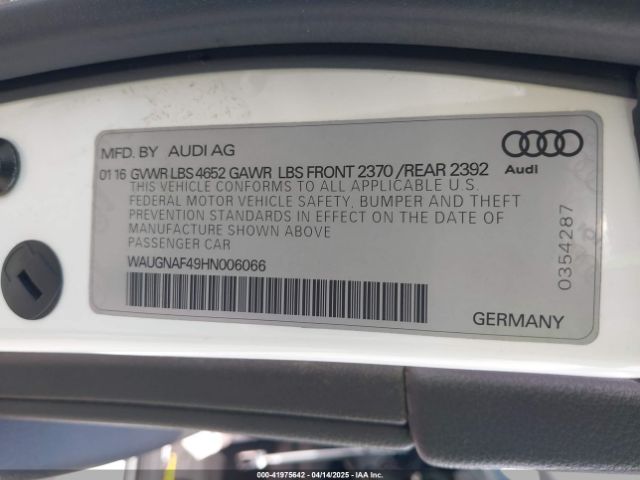 MFD. BY AUDI AG
01 16 GVWR LBS 4652 GAWR LBS FRONT 2370 /REAR 2392
THIS VEHICLE CONFORMS TO ALL APPLICABLE U.S.
FEDERAL MOTOR VEHICLE SAFETY, BUMPER AND THEFT
PREVENTION STANDARDS IN EFFECT ON THE DATE OF
MANUFACTURE SHOWN ABOVE
PASSENGER CAR
WAUGNAF49HN006066
Audi
0354287
GERMANY
000-41975642 - 04/14/2025 - IAAI Inc.